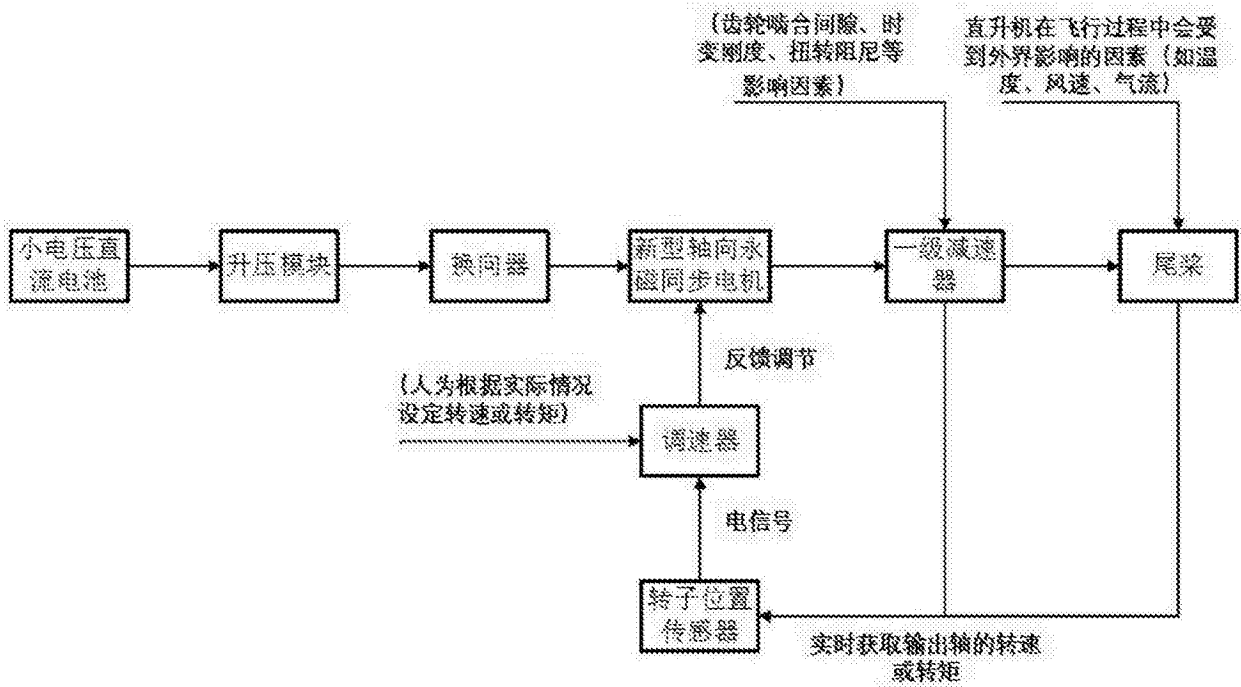 (齿轮啮合间隙、时
变刚度、扭转阻尼等
影响因素)
直升机在飞行过程中会受
到外界影响的因素(如温
度、风速、气流)
小电压直
流电池
升压模块
换向器
新型轴向永
磁同步电机
一级减速
器
尾桨
反馈调节
(人为根据实际情况
设定转速或转矩)
调速器
电信号
转子位置
传感器
实时获取输出轴的转速
或转矩